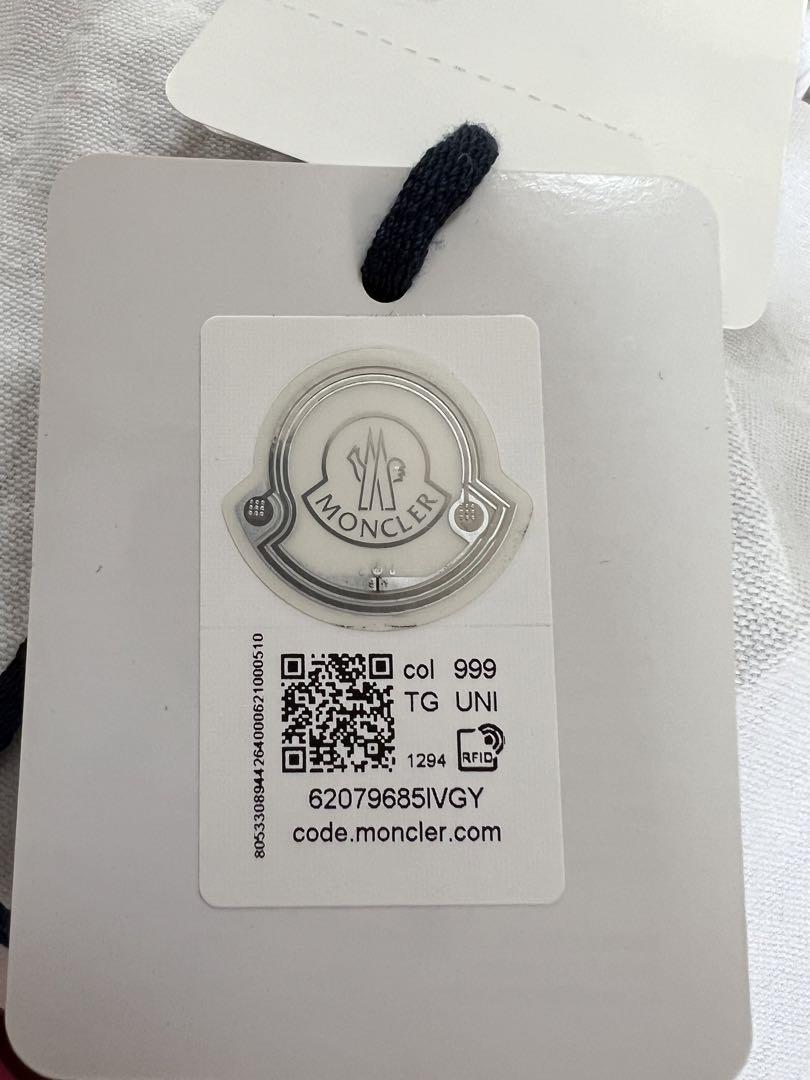 MONCLER
col 999
TG UNI
1294 RFID
62079685IVGY
code.moncler.com
8053308944264000621000510